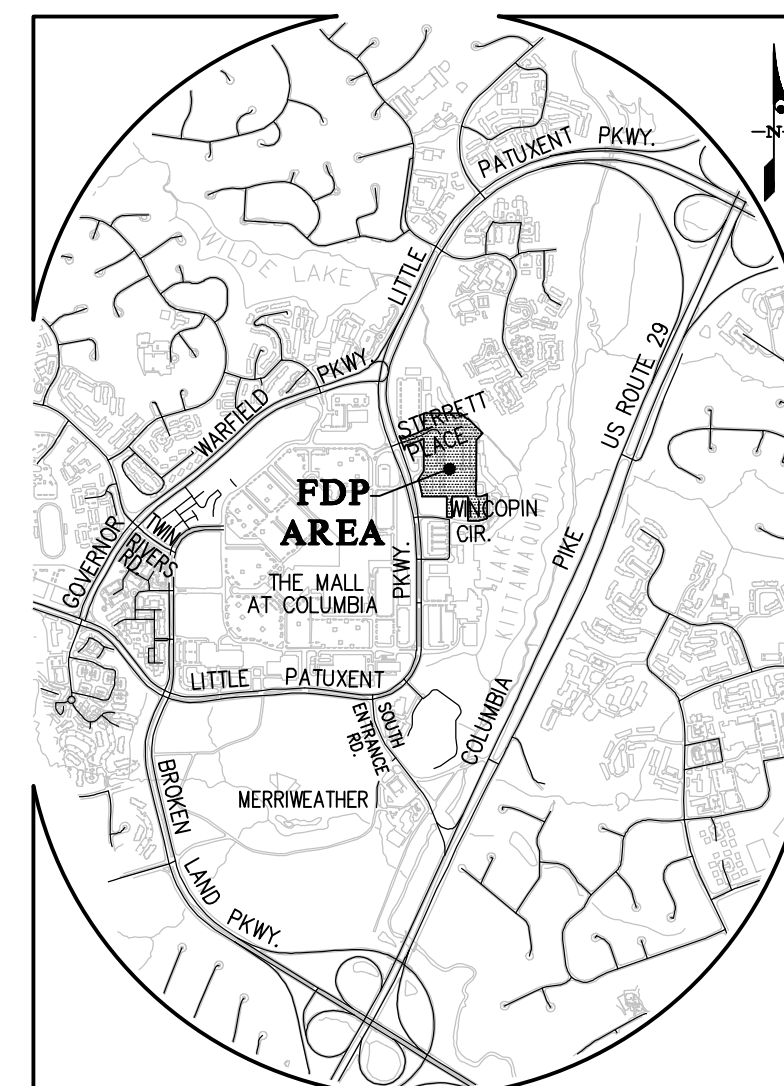 PATUXENT PKWY.
-N-
WILDE LAKE
LITTLE
PKWY.
WARFIELD
US ROUTE 29
STERRETT
PLACE
FDP
AREA
WINCOPIN
CIR.
GOVERNOR
TWIN
RIVERS
RD.
LAKE
KITTAMAQUNDI
PIKE
PKWY.
THE MALL
AT COLUMBIA
LITTLE PATUXENT
COLUMBIA
SOUTH
ENTRANCE
RD.
MERRIWEATHER
BROKEN
LAND
PKWY.